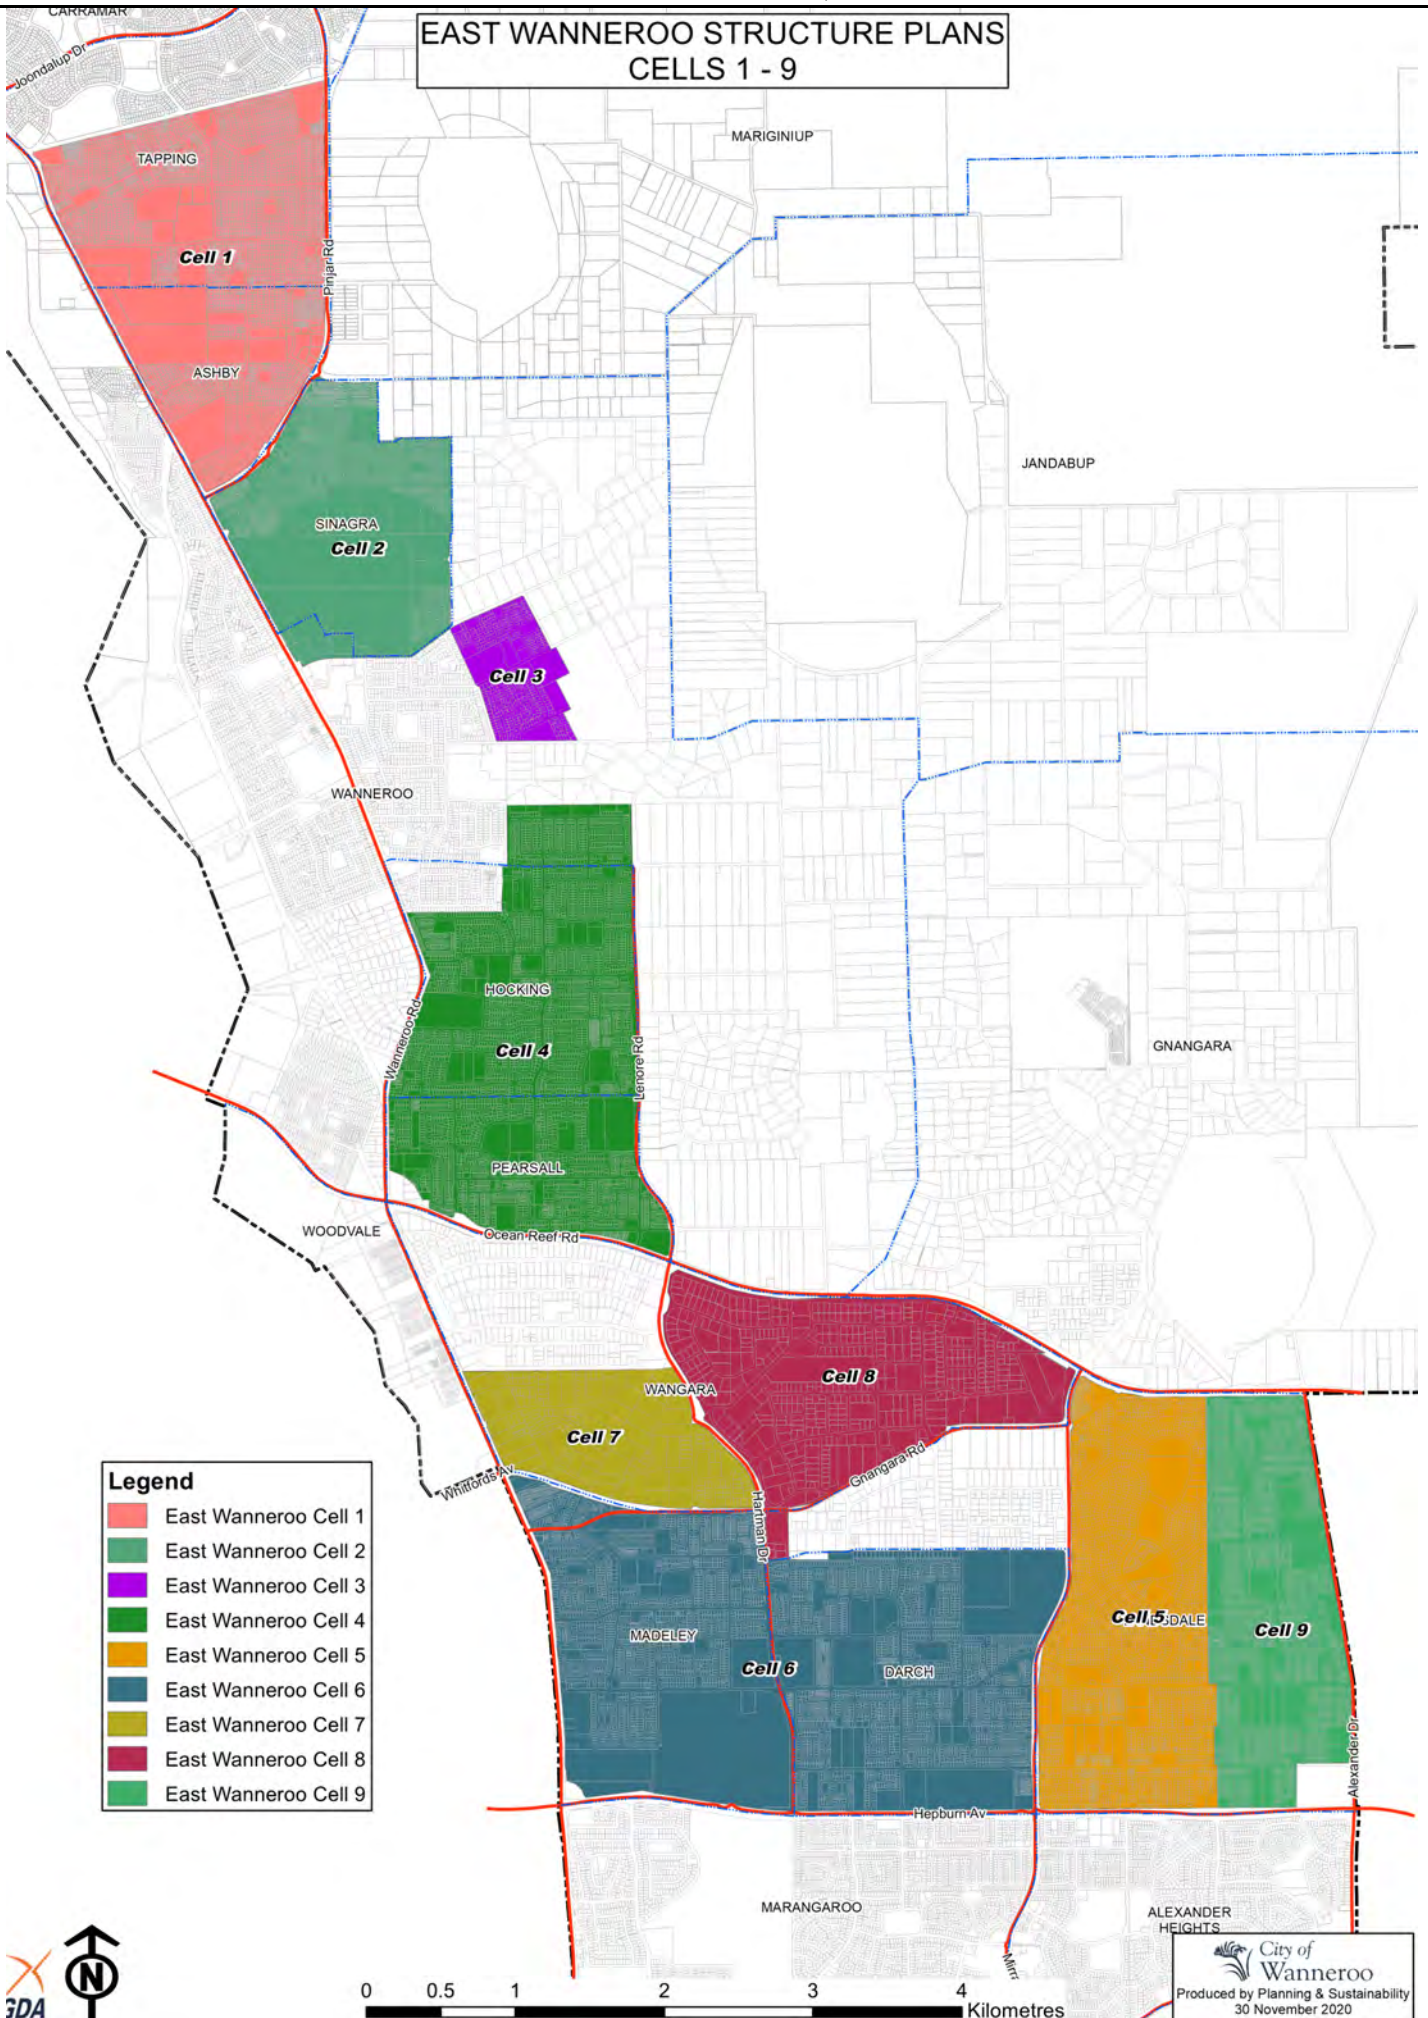 CARRAMAR
EAST WANNEROO STRUCTURE PLANS
CELLS 1 - 9
Joondalup Dr
MARIGINIUP
TAPPING
Cell 1
Pinjar Rd
ASHBY
JANDABUP
SINAGRA
Cell 2
Cell 3
WANNEROO
HOCKING
Wanneroo Rd
Cell 4
Lenore Rd
GNANGARA
PEARSALL
WOODVALE
Ocean Reef Rd
Cell 8
WANGARA
Cell 7
Gnangara Rd
Whitfords Av
Hartman Dr
Legend
East Wanneroo Cell 1
East Wanneroo Cell 2
East Wanneroo Cell 3
East Wanneroo Cell 4
East Wanneroo Cell 5
East Wanneroo Cell 6
East Wanneroo Cell 7
East Wanneroo Cell 8
East Wanneroo Cell 9
MADELEY
Cell 6
DARCH
Cell 5
Cell 9
Alexander Dr
Hepburn Av
MARANGAROO
ALEXANDER
HEIGHTS
N
GDA
0 0.5 1 2 3 4
Kilometres
City of
Wanneroo
Produced by Planning & Sustainability
30 November 2020